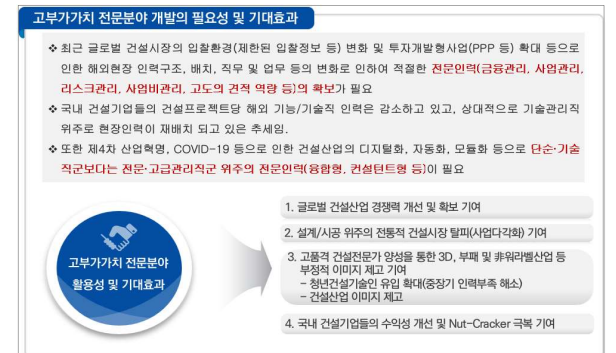 고부가가치 전문분야 개발의 필요성 및 기대효과
❖ 최근 글로벌 건설시장의 입찰환경(제한된 입찰정보 등) 변화 및 투자개발형사업(PPP 등) 확대 등으로
인한 해외현장 인력구조, 배치, 직무 및 업무 등의 변화로 인하여 적절한 전문인력(금융관리, 사업관리,
리스크관리, 사업비관리, 고도의 견적 역량 등)의 확보가 필요
❖ 국내 건설기업들의 건설프로젝트당 해외 기능/기술직 인력은 감소하고 있고, 상대적으로 기술관리직
위주로 현장인력이 재배치 되고 있은 추세임.
❖ 또한 제4차 산업혁명, COVID-19 등으로 인한 건설산업의 디지털화, 자동화, 모듈화 등으로 단순·기술
직군보다는 전문·고급관리직군 위주의 전문인력(융합형, 컨설턴트형 등)이 필요
고부가가치 전문분야
활용성 및 기대효과
1. 글로벌 건설산업 경쟁력 개선 및 확보 기여
2. 설계/시공 위주의 전통적 건설시장 탈피(사업다각화) 기여
3. 고품격 건설전문가 양성을 통한 3D, 부패 및 非워라밸산업 등
부정적 이미지 제고 기여
- 청년건설기술인 유입 확대(중장기 인력부족 해소)
- 건설산업 이미지 제고
4. 국내 건설기업들의 수익성 개선 및 Nut-Cracker 극복 기여